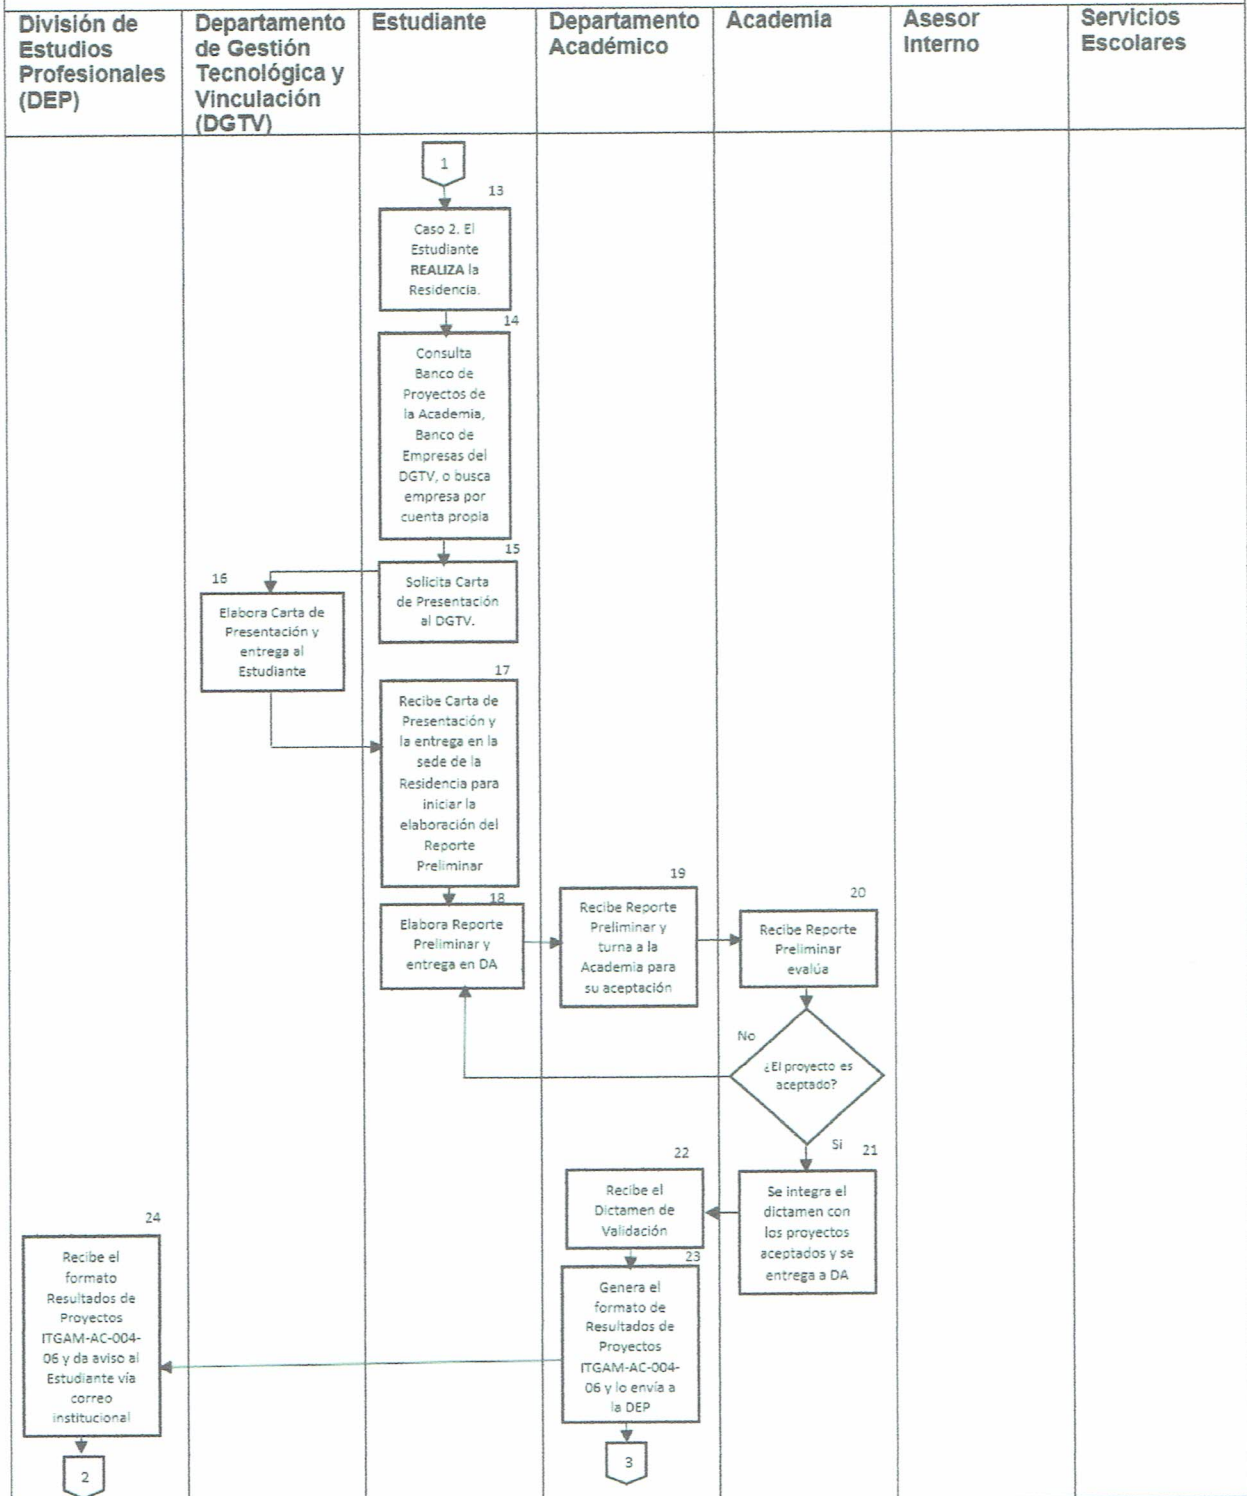 División de
Estudios
Profesionales
(DEP)
Departamento
de Gestión
Tecnológica y
Vinculación
(DGTV)
Estudiante
Departamento
Académico
Academia
Asesor
Interno
Servicios
Escolares
1
13
Caso 2. El
Estudiante
REALIZA la
Residencia.
14
Consulta
Banco de
Proyectos de
la Academia,
Banco de
Empresas del
DGTV, o busca
empresa por
cuenta propia
15
Solicita Carta
de Presentación
al DGTV.
16
Elabora Carta de
Presentación y
entrega al
Estudiante
17
Recibe Carta de
Presentación y
la entrega en la
sede de la
Residencia para
iniciar la
elaboración del
Reporte
Preliminar
18
Elabora Reporte
Preliminar y
entrega en DA
19
Recibe Reporte
Preliminar y
turna a la
Academia para
su aceptación
20
Recibe Reporte
Preliminar
evalúa
No
¿El proyecto es
aceptado?
Si
21
Se integra el
dictamen con
los proyectos
aceptados y se
entrega a DA
22
Recibe el
Dictamen de
Validación
23
Genera el
formato de
Resultados de
Proyectos
ITGAM-AC-004-
06 y lo envía a
la DEP
24
Recibe el
formato
Resultados de
Proyectos
ITGAM-AC-004-
06 y da aviso al
Estudiante vía
correo
institucional
2
3